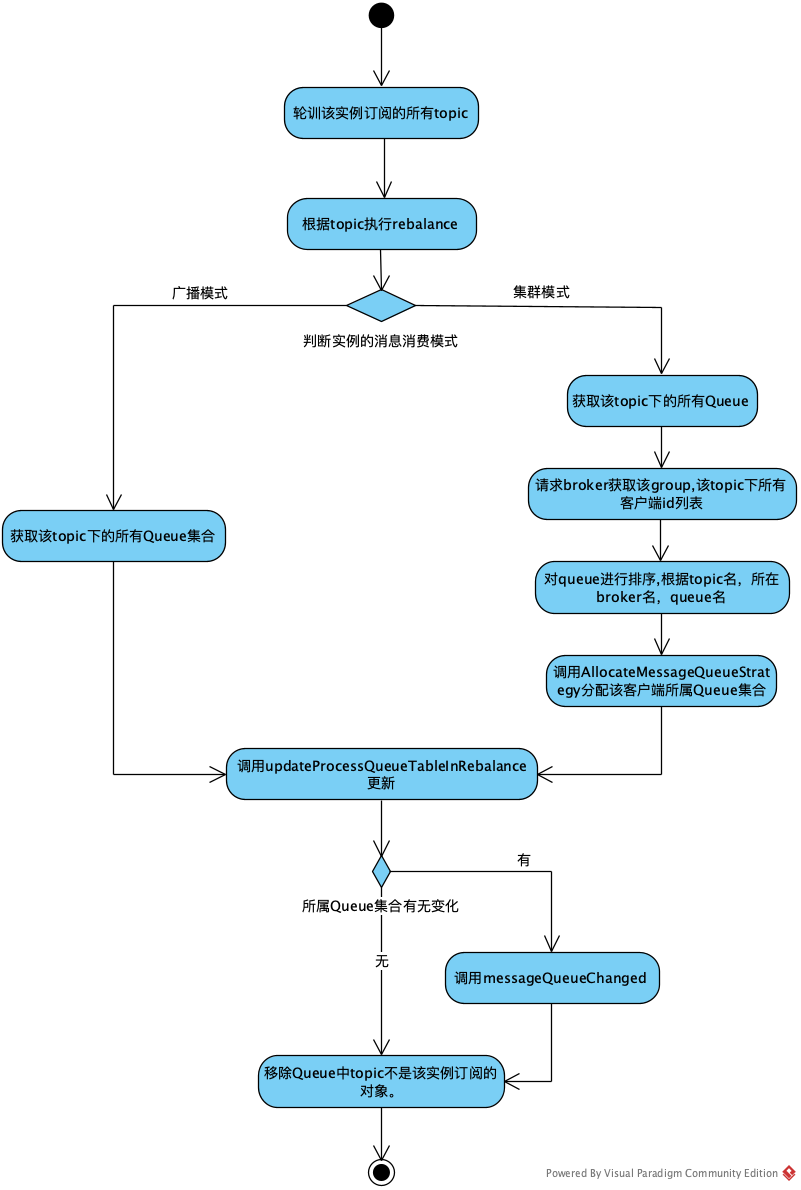 轮训该实例订阅的所有topic
根据topic执行rebalance
广播模式
集群模式
判断实例的消息消费模式
获取该topic下的所有Queue
请求broker获取该group,该topic下所有
客户端id列表
获取该topic下的所有Queue集合
对queue进行排序,根据topic名，所在
broker名，queue名
调用AllocateMessageQueueStrat
egy分配该客户端所属Queue集合
调用updateProcessQueueTableInRebalance
更新
有
所属Queue集合有无变化
无
调用messageQueueChanged
移除Queue中topic不是该实例订阅的
对象。
Powered By Visual Paradigm Community Edition